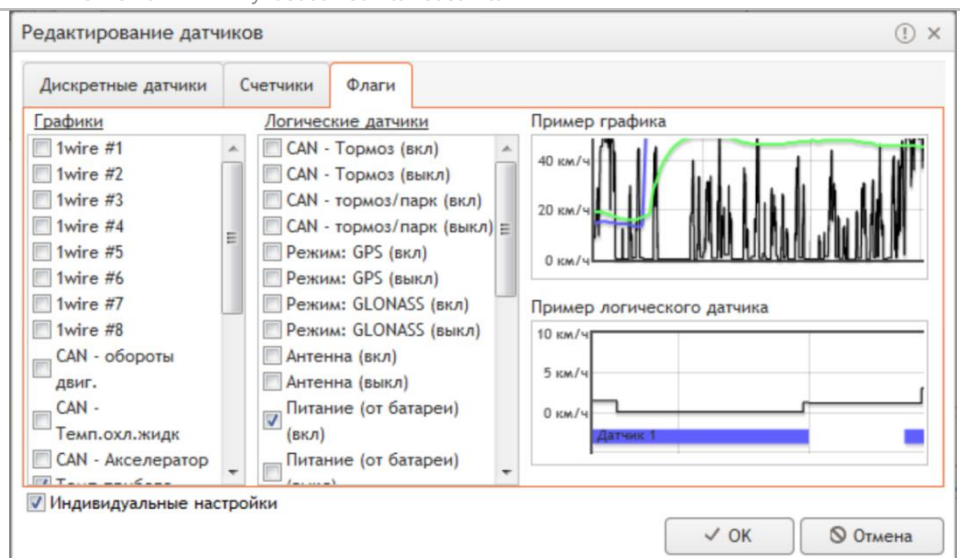 Редактирование датчиков
Дискретные датчики
Счетчики
Флаги
Графики
1wire #1
1wire #2
1wire #3
1wire #4
1wire #5
1wire #6
1wire #7
1wire #8
CAN - обороты
двиг.
CAN -
Темп.охл.жидк
CAN - Акселератор
Логические датчики
CAN - Тормоз (вкл)
CAN - Тормоз (выкл)
CAN - тормоз/парк (вкл)
CAN - тормоз/парк (выкл)
Режим: GPS (вкл)
Режим: GPS (выкл)
Режим: GLONASS (вкл)
Режим: GLONASS (выкл)
Антенна (вкл)
Антенна (выкл)
Питание (от батареи)
(вкл)
Питание (от батареи)
Пример графика
40 км/ч
20 км/ч
0 км/ч
Пример логического датчика
10 км/ч
5 км/ч
0 км/ч
Датчик 1
Индивидуальные настройки
OK
Отмена